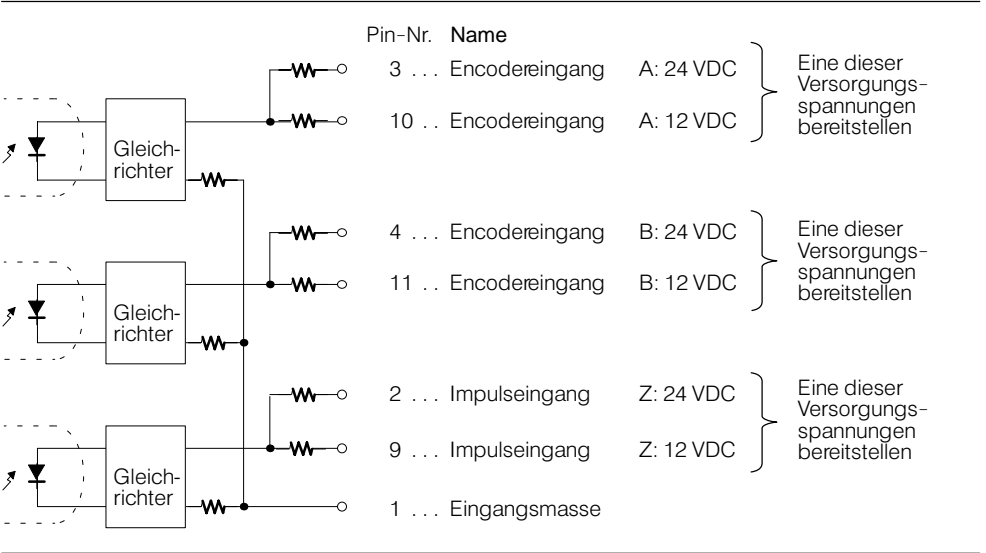 Pin-Nr. Name
3 ... Encodereingang A: 24 VDC
10 .. Encodereingang A: 12 VDC
Eine dieser
Versorgungs-
spannungen
bereitstellen
Gleich-
richter
4 ... Encodereingang B: 24 VDC
11 .. Encodereingang B: 12 VDC
Eine dieser
Versorgungs-
spannungen
bereitstellen
Gleich-
richter
2 ... Impulseingang Z: 24 VDC
9 ... Impulseingang Z: 12 VDC
Eine dieser
Versorgungs-
spannungen
bereitstellen
Gleich-
richter
1 ... Eingangsmasse